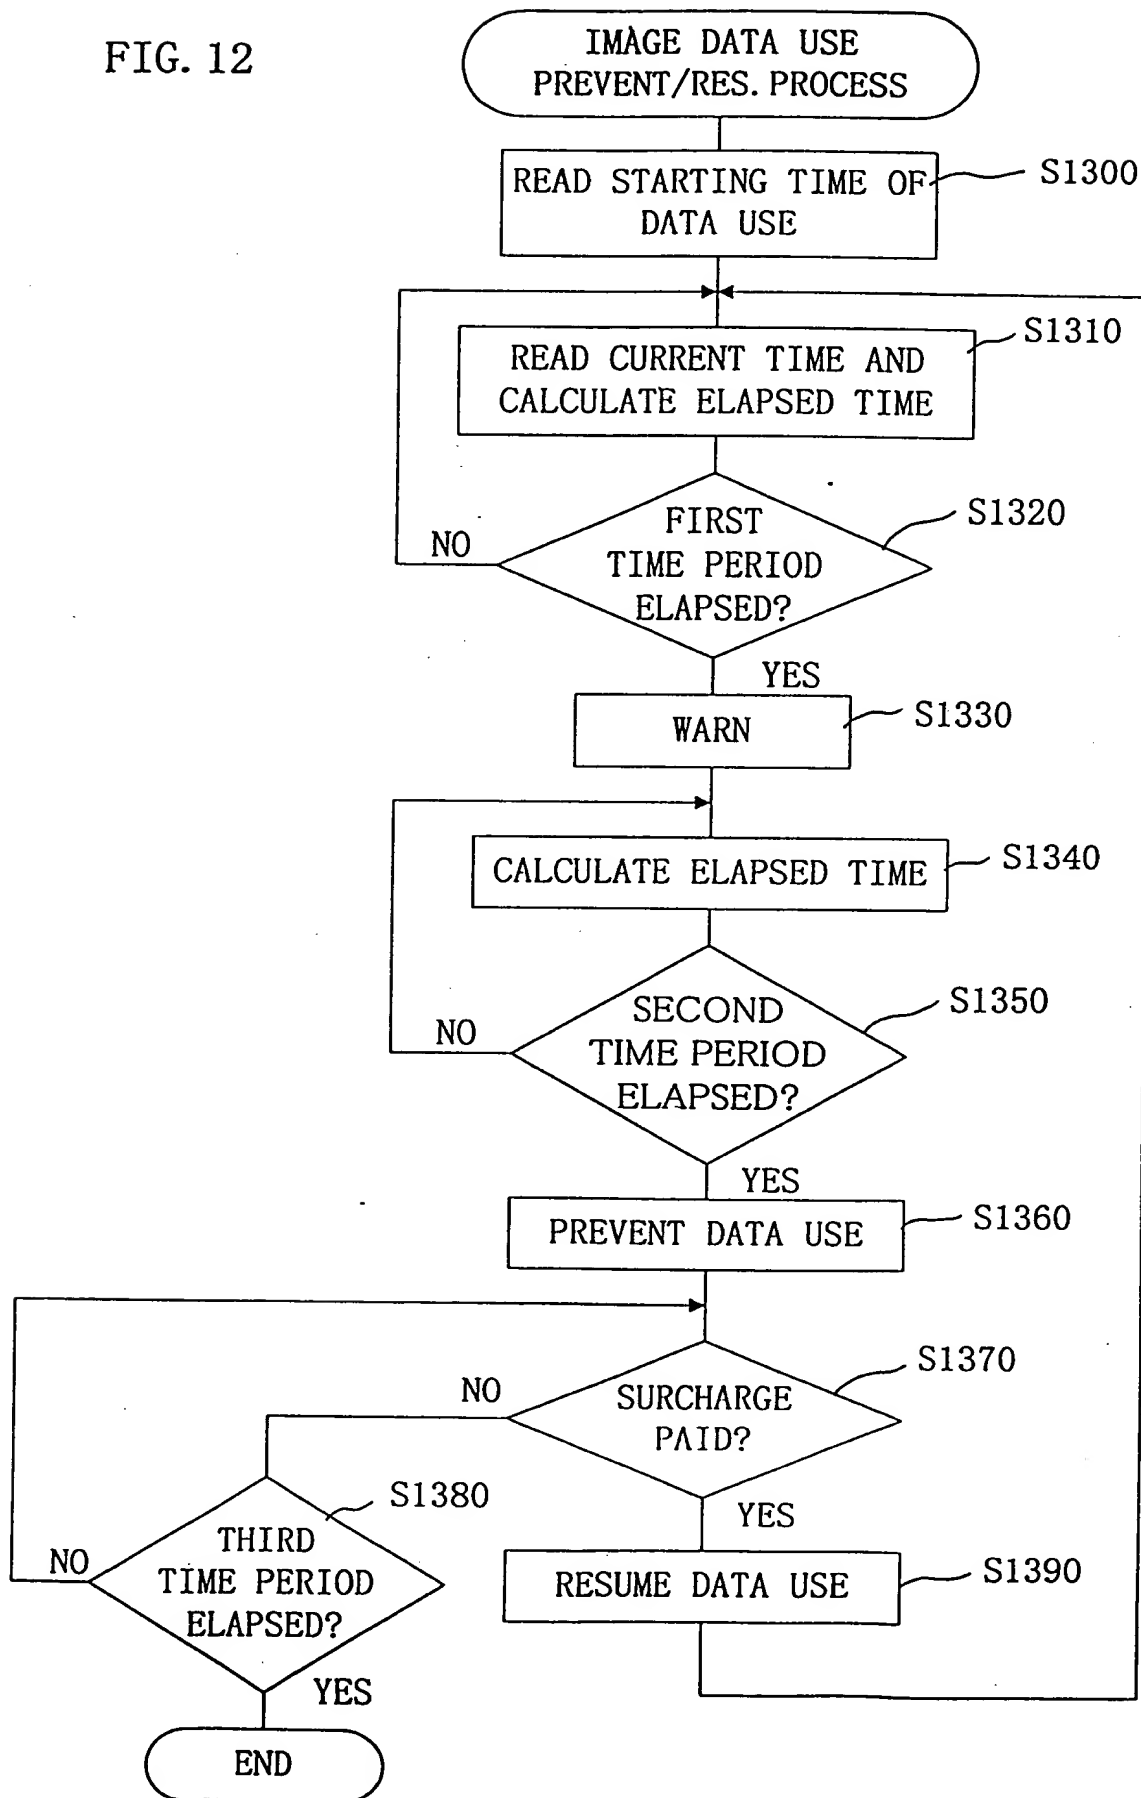 FIG. 12
IMAGE DATA USE
PREVENT/RES. PROCESS
READ STARTING TIME OF
DATA USE
S1300
READ CURRENT TIME AND
CALCULATE ELAPSED TIME
S1310
FIRST
TIME PERIOD
ELAPSED?
S1320
NO
YES
WARN
S1330
CALCULATE ELAPSED TIME
S1340
SECOND
TIME PERIOD
ELAPSED?
S1350
NO
YES
PREVENT DATA USE
S1360
SURCHARGE
PAID?
S1370
NO
YES
THIRD
TIME PERIOD
ELAPSED?
S1380
NO
YES
RESUME DATA USE
S1390
END